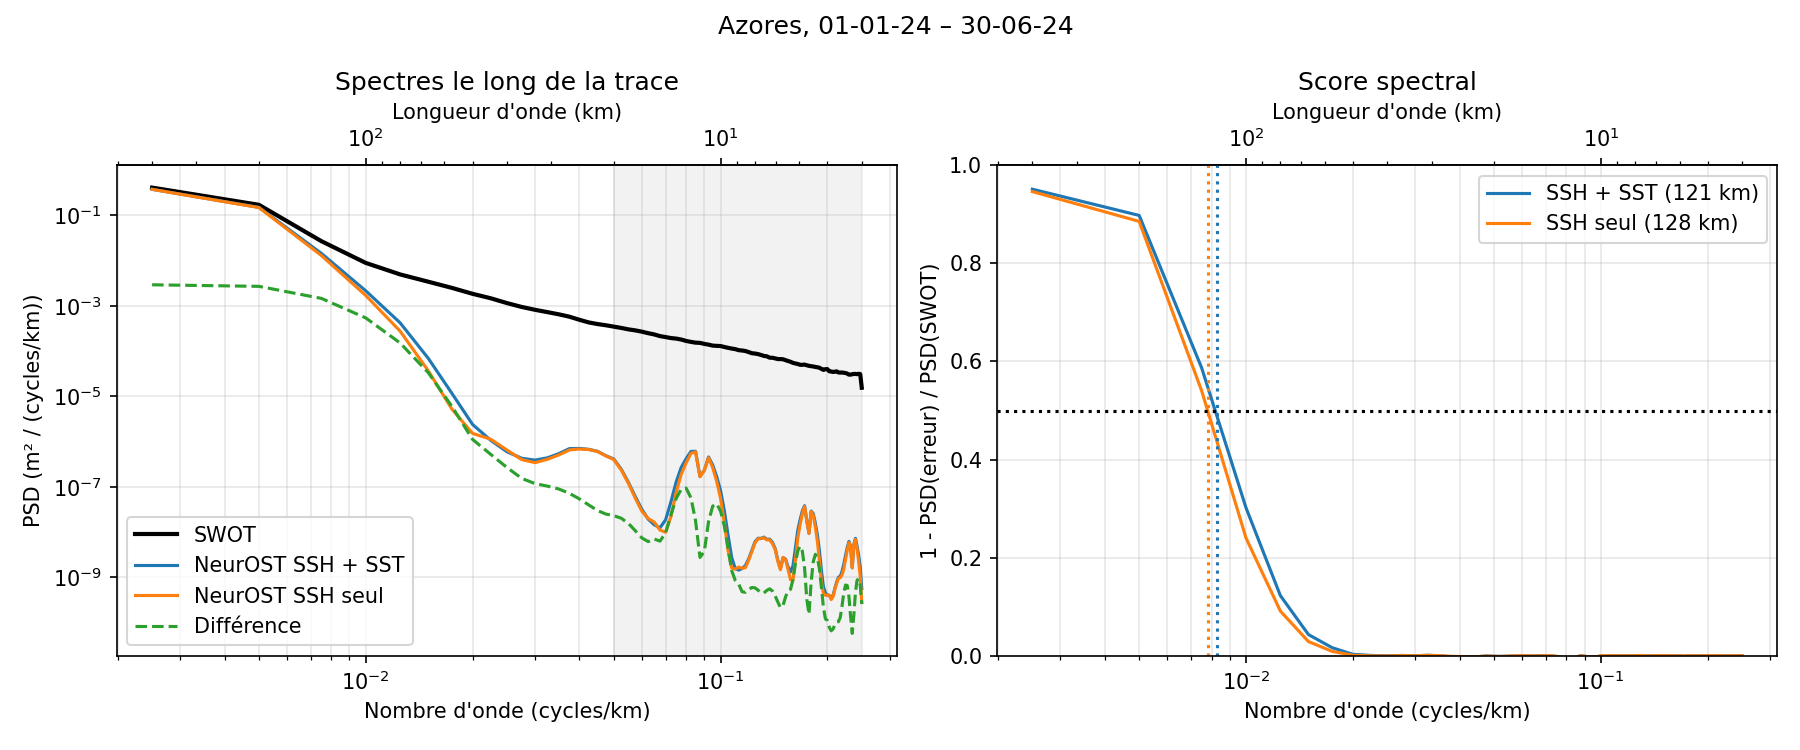 Azores, 01-01-24 – 30-06-24
Spectres le long de la trace
Longueur d'onde (km)
10² 10¹
PSD (m² / (cycles/km))
10⁻¹
10⁻³
10⁻⁵
10⁻⁷
10⁻⁹
SWOT
NeurOST SSH + SST
NeurOST SSH seul
Différence
10⁻² 10⁻¹
Nombre d'onde (cycles/km)
Score spectral
Longueur d'onde (km)
10² 10¹
1 - PSD(erreur) / PSD(SWOT)
1.0
0.8
0.6
0.4
0.2
0.0
SSH + SST (121 km)
SSH seul (128 km)
10⁻² 10⁻¹
Nombre d'onde (cycles/km)